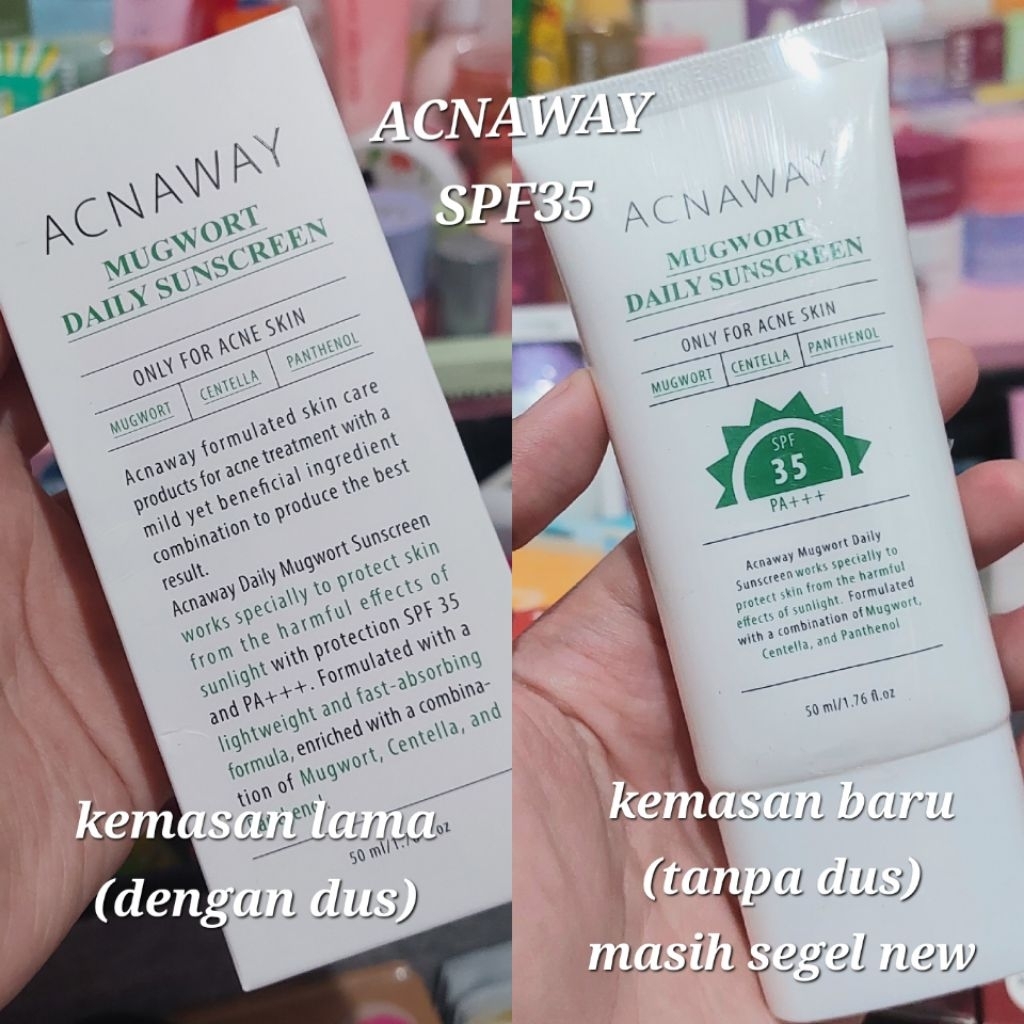 ACNAWAY
SPF35
ACNAWAY
MUGWORT
DAILY SUNSCREEN
ONLY FOR ACNE SKIN
MUGWORT CENTELLA PANTHENOL
Acnaway formulated skin care
products for acne treatment with a
mild yet beneficial ingredient
combination to produce the best
result.
Acnaway Daily Mugwort Sunscreen
works specially to protect skin
from the harmful effects of
sunlight with protection SPF 35
and PA+++. Formulated with a
lightweight and fast-absorbing
formula, enriched with a combina-
tion of Mugwort, Centella, and
50 ml/1.76 oz
kemasan lama
(dengan dus)
ACNAWAY
MUGWORT
DAILY SUNSCREEN
ONLY FOR ACNE SKIN
MUGWORT CENTELLA PANTHENOL
SPF
35
PA+++
Acnaway Mugwort Daily
Sunscreen works specially to
protect skin from the harmful
effects of sunlight. Formulated
with a combination of Mugwort,
Centella, and Panthenol
50 ml/1.76 fl.oz
kemasan baru
(tanpa dus)
masih segel new